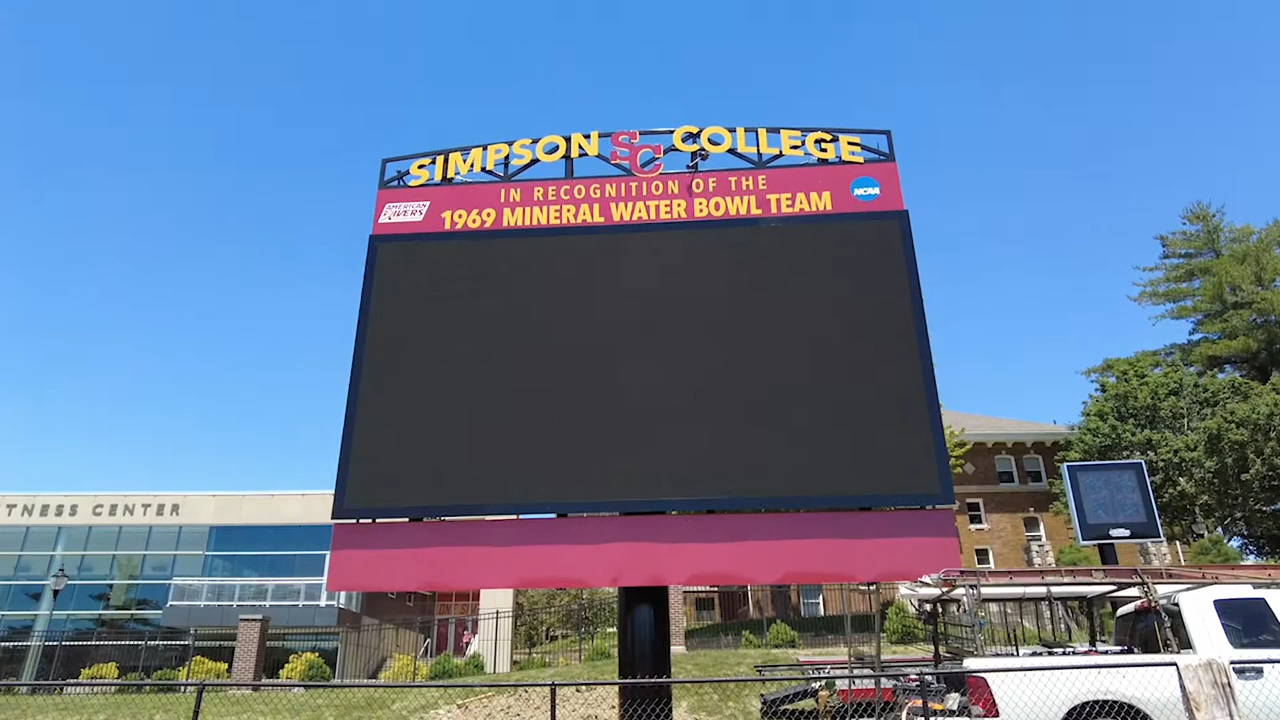 SIMPSON SC COLLEGE
IN RECOGNITION OF THE
1969 MINERAL WATER BOWL TEAM
AMERICAN
RIVERS
NCAA
TNESS CENTER